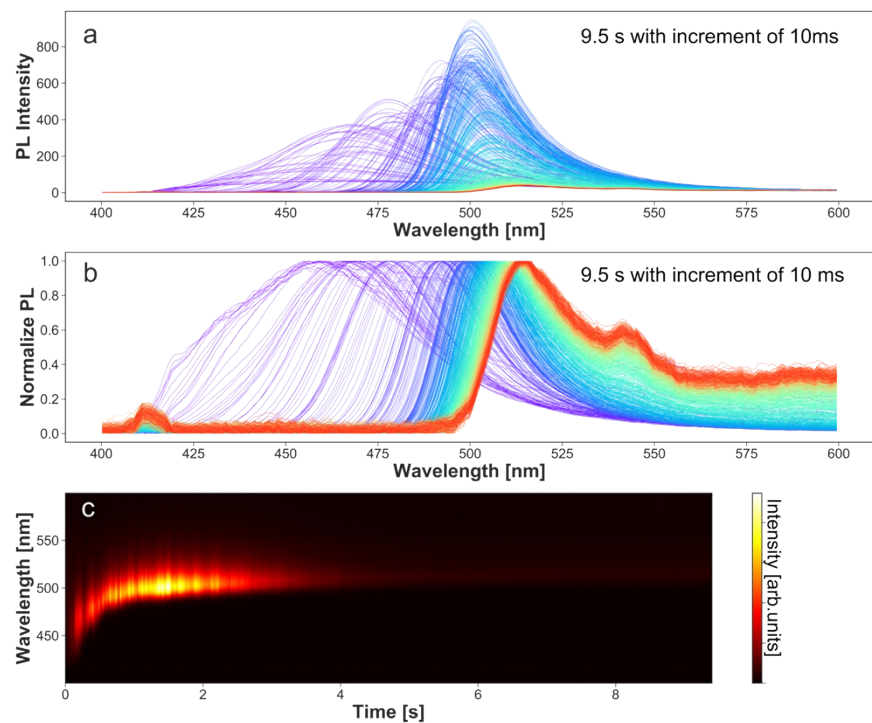 a
9.5 s with increment of 10ms
PL Intensity
800
600
400
200
0
400 425 450 475 500 525 550 575 600
Wavelength [nm]
b
9.5 s with increment of 10 ms
Normalize PL
1.0
0.8
0.6
0.4
0.2
0.0
400 425 450 475 500 525 550 575 600
Wavelength [nm]
c
Wavelength [nm]
550
500
450
0 2 4 6 8
Time [s]
Intensity [arb.units]